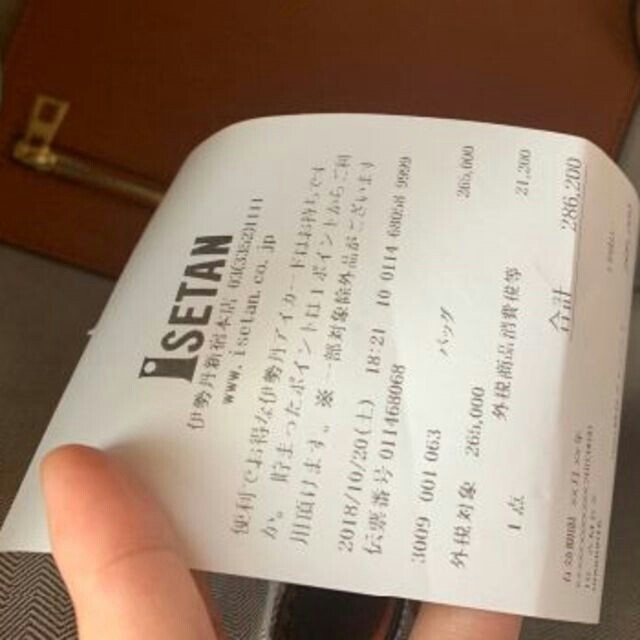 ISETAN
伊勢丹新宿本店 0333521111
www.isetan.co.jp
便利でお得な伊勢丹アイカードはお持ちです
か。 貯まったポイントは1ポイントからご利
用頂けます。※一部対象除外品がございます
2018/10/20(土) 18:21 10 0114 68058 9999
伝票番号 011468068
3009 001 063 バッグ 265,000
外税対象 265,000 外税商品消費税等 21,200
1点 合計 286,200